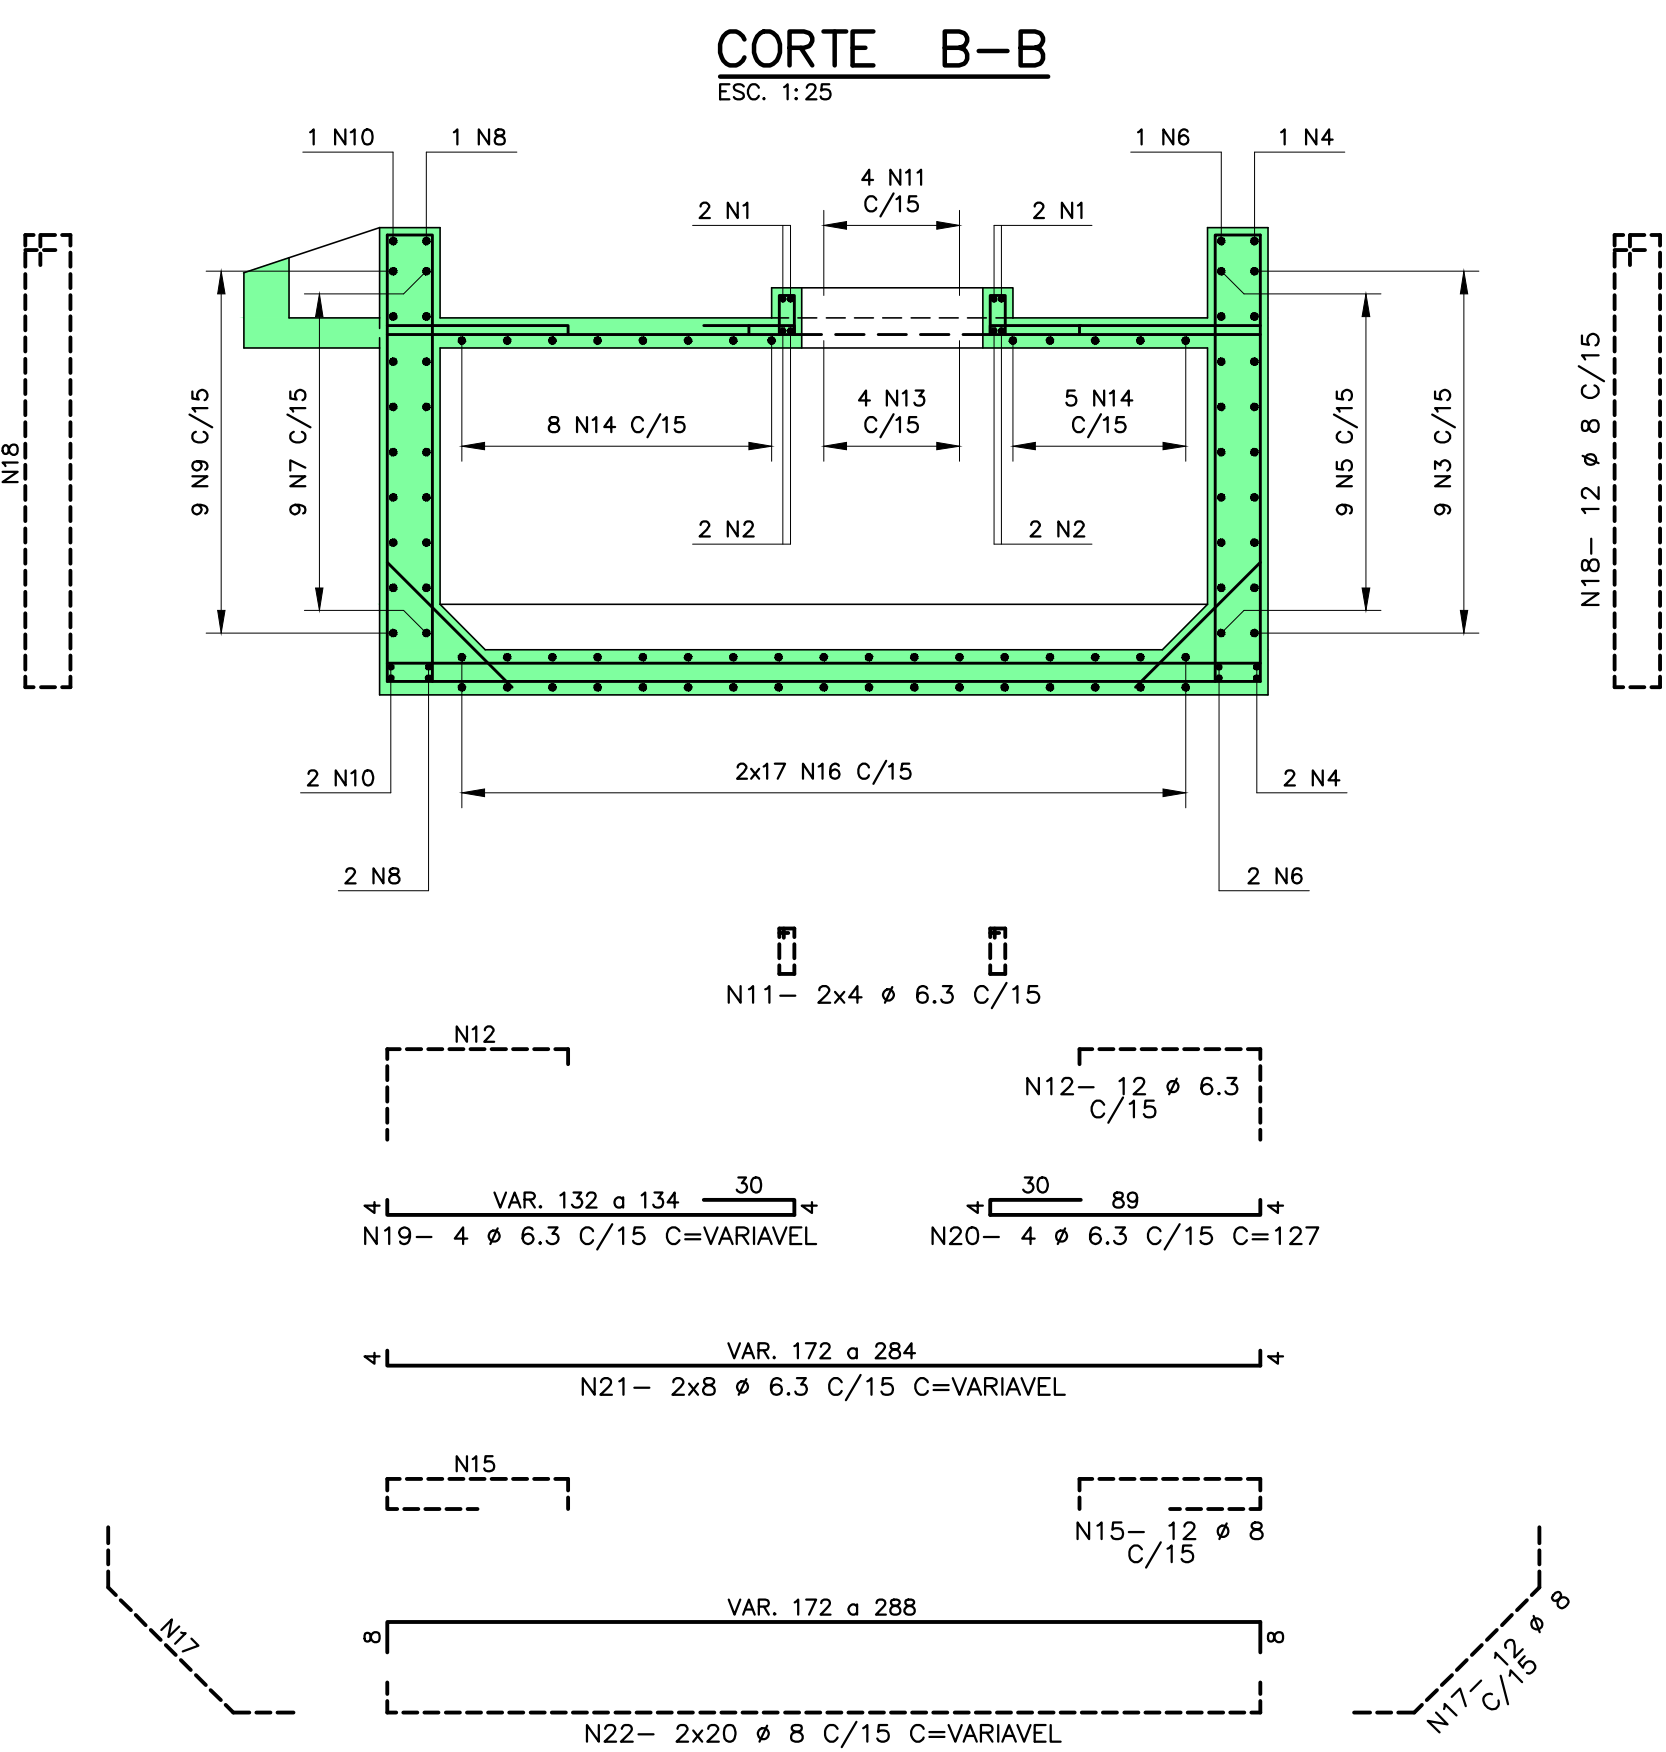 CORTE B-B
ESC. 1:25
1 N10
1 N8
1 N6
1 N4
4 N11
C/15
2 N1
2 N1
N18
9 N9 C/15
9 N7 C/15
8 N14 C/15
4 N13
C/15
5 N14
C/15
9 N5 C/15
9 N3 C/15
N18- 12 ø 8 C/15
2 N2
2 N2
2 N10
2x17 N16 C/15
2 N4
2 N8
2 N6
N11- 2x4 ø 6.3 C/15
N12
N12- 12 ø 6.3
C/15
4
VAR. 132 a 134
30
4
4
30
89
4
N19- 4 ø 6.3 C/15 C=VARIAVEL
N20- 4 ø 6.3 C/15 C=127
4
VAR. 172 a 284
4
N21- 2x8 ø 6.3 C/15 C=VARIAVEL
N15
N15- 12 ø 8
C/15
VAR. 172 a 288
8
8
N17
N17- 12 ø 8
C/15
N22- 2x20 ø 8 C/15 C=VARIAVEL